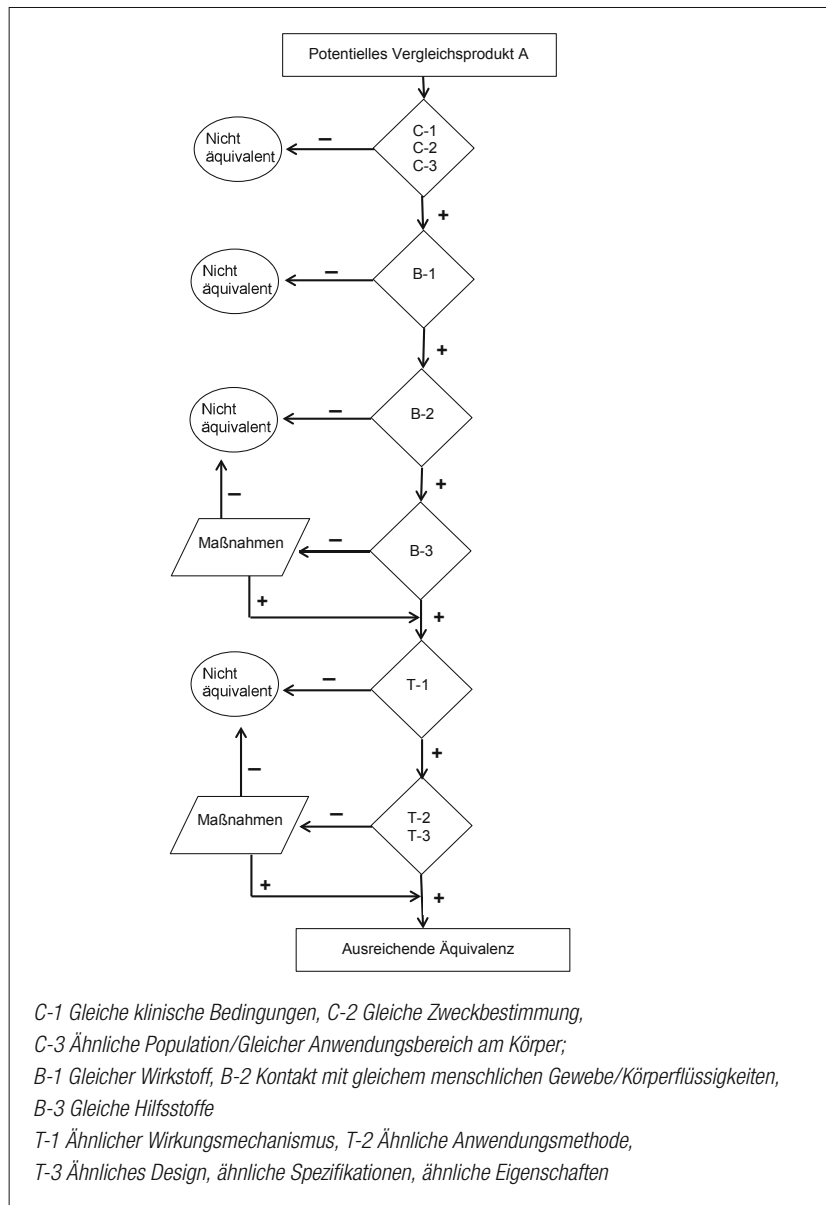 Potentielles Vergleichsprodukt A
C-1
C-2
C-3
−
Nicht
äquivalent
+
B-1
−
Nicht
äquivalent
+
B-2
−
Nicht
äquivalent
+
−
B-3
−
Maßnahmen
+
+
T-1
−
Nicht
äquivalent
+
−
T-2
T-3
−
Maßnahmen
+
+
Ausreichende Äquivalenz
C-1 Gleiche klinische Bedingungen, C-2 Gleiche Zweckbestimmung,
C-3 Ähnliche Population/Gleicher Anwendungsbereich am Körper;
B-1 Gleicher Wirkstoff, B-2 Kontakt mit gleichem menschlichen Gewebe/Körperflüssigkeiten,
B-3 Gleiche Hilfsstoffe
T-1 Ähnlicher Wirkungsmechanismus, T-2 Ähnliche Anwendungsmethode,
T-3 Ähnliches Design, ähnliche Spezifikationen, ähnliche Eigenschaften